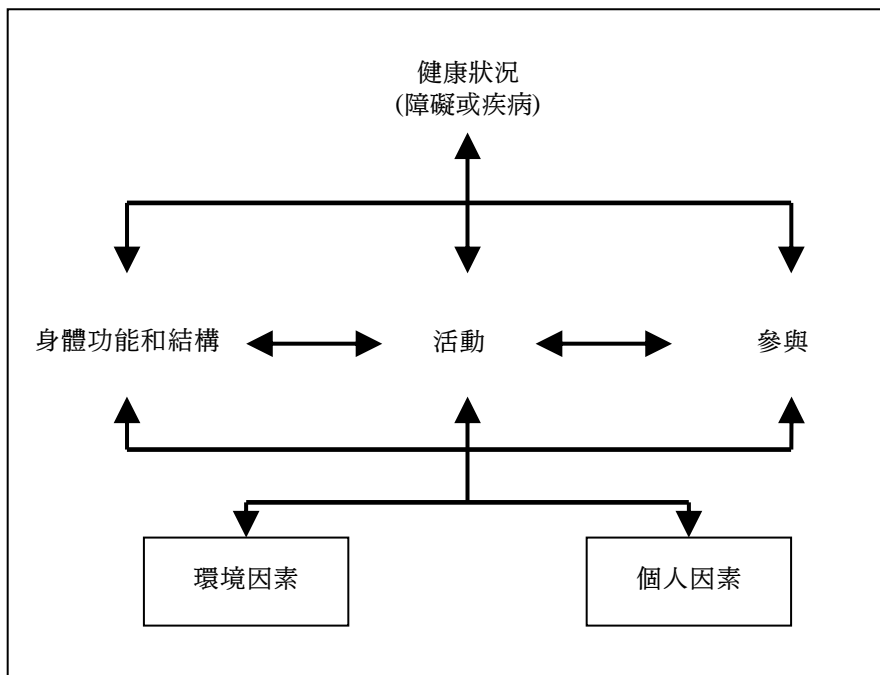 健康狀況
(障礙或疾病)
身體功能和結構
活動
參與
環境因素
個人因素